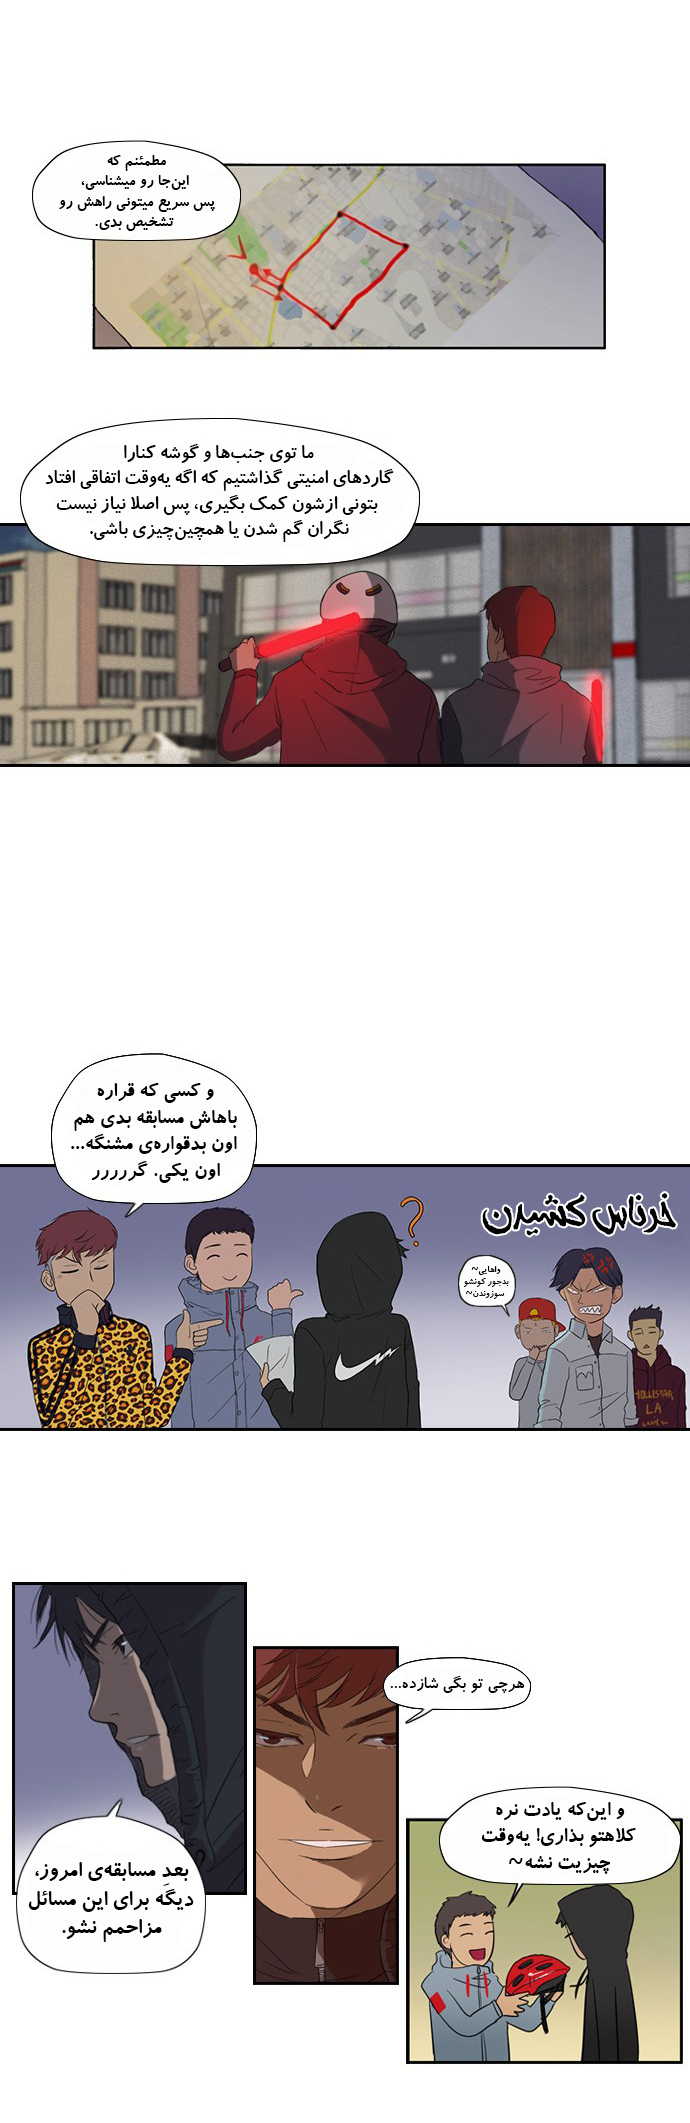 مطمئنم که
این‌جا رو میشناسی،
پس سریع میتونی راهش رو
تشخیص بدی.
ما توی جنب‌ها و گوشه کنارا
گاردهای امنیتی گذاشتیم که اگه یه‌وقت اتفاقی افتاد
بتونی ازشون کمک بگیری، پس اصلا نیاز نیست
نگران گم شدن یا همچین‌چیزی باشی.
و کسی که قراره
باهاش مسابقه بدی هم
اون بدقواره‌ی مشنگه...
اون یکی. گررررر
?
خرناس کشیدن
واهایی~
بدجور کونشو
سوزوندن~
HOLLISTAR
LA
هرچی تو بگی شازده...
بعدِ مسابقه‌ی امروز،
دیگه برای این مسائل
مزاحمم نشو.
و این‌که یادت نره
کلاهتو بذاری! یه‌وقت
چیزیت نشه~